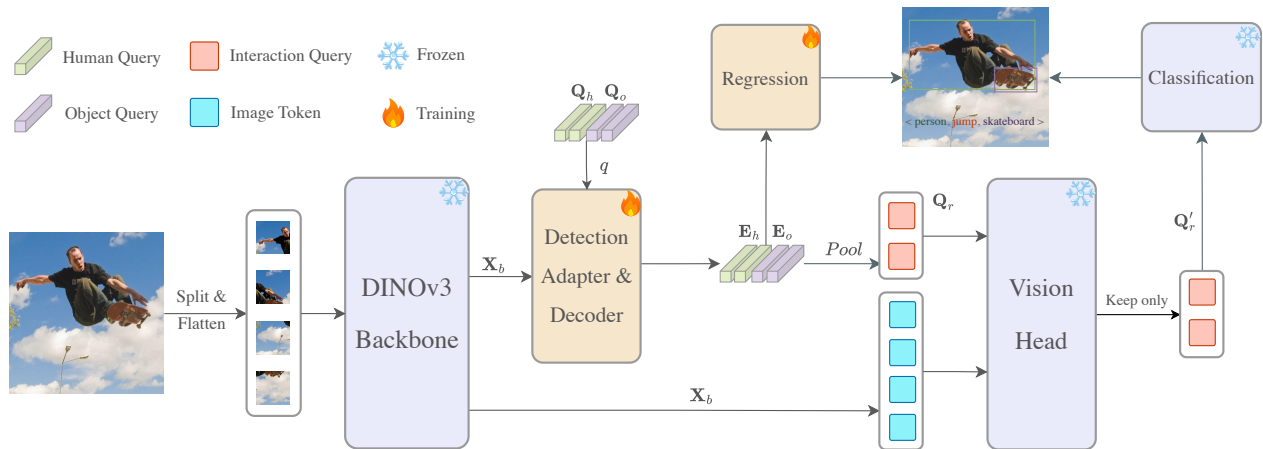 Human Query
Interaction Query
Frozen
Object Query
Image Token
Training
Q_h Q_o
q
Regression
< person, jump, skateboard >
Classification
Split &
Flatten
DINOv3
Backbone
X_b
Detection
Adapter &
Decoder
E_h E_o
Pool
Q_r
X_b
Vision
Head
Keep only
Q′_r